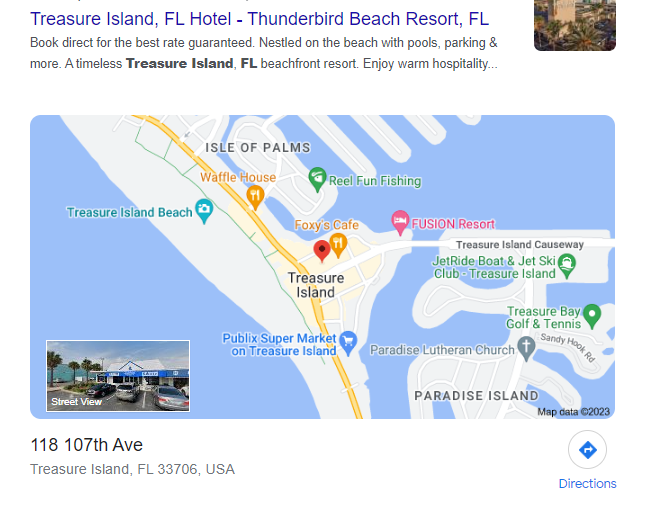 Treasure Island, FL Hotel - Thunderbird Beach Resort, FL
Book direct for the best rate guaranteed. Nestled on the beach with pools, parking &
more. A timeless Treasure Island, FL beachfront resort. Enjoy warm hospitality...
ISLE OF PALMS
Waffle House
Reel Fun Fishing
Treasure Island Beach
Foxy's Cafe
FUSION Resort
Treasure Island Causeway
JetRide Boat & Jet Ski
Club - Treasure Island
Treasure
Island
Treasure Bay
Golf & Tennis
Publix Super Market
on Treasure Island
Paradise Lutheran Church
Sandy Hook Rd
PARADISE ISLAND
Street View
Map data ©2023
118 107th Ave
Treasure Island, FL 33706, USA
Directions